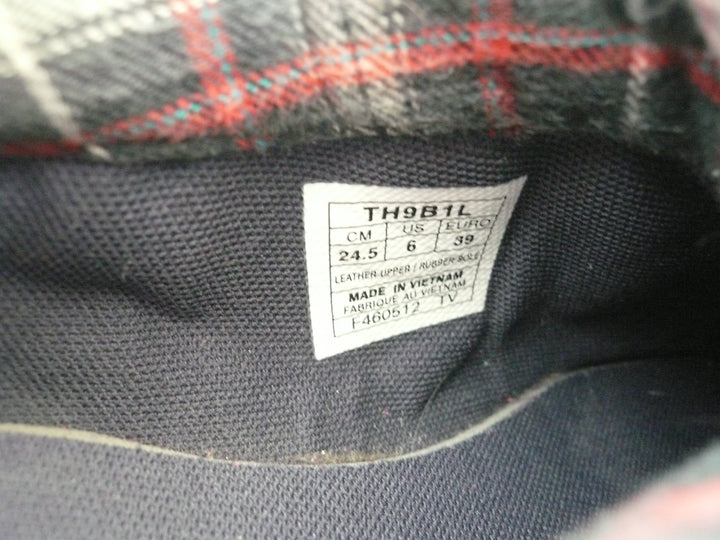 TH9B1L
CM US EURO
24.5 6 39
LEATHER UPPER / RUBBER SOLE
MADE IN VIETNAM
FABRIQUE AU VIETNAM
F460512 IV